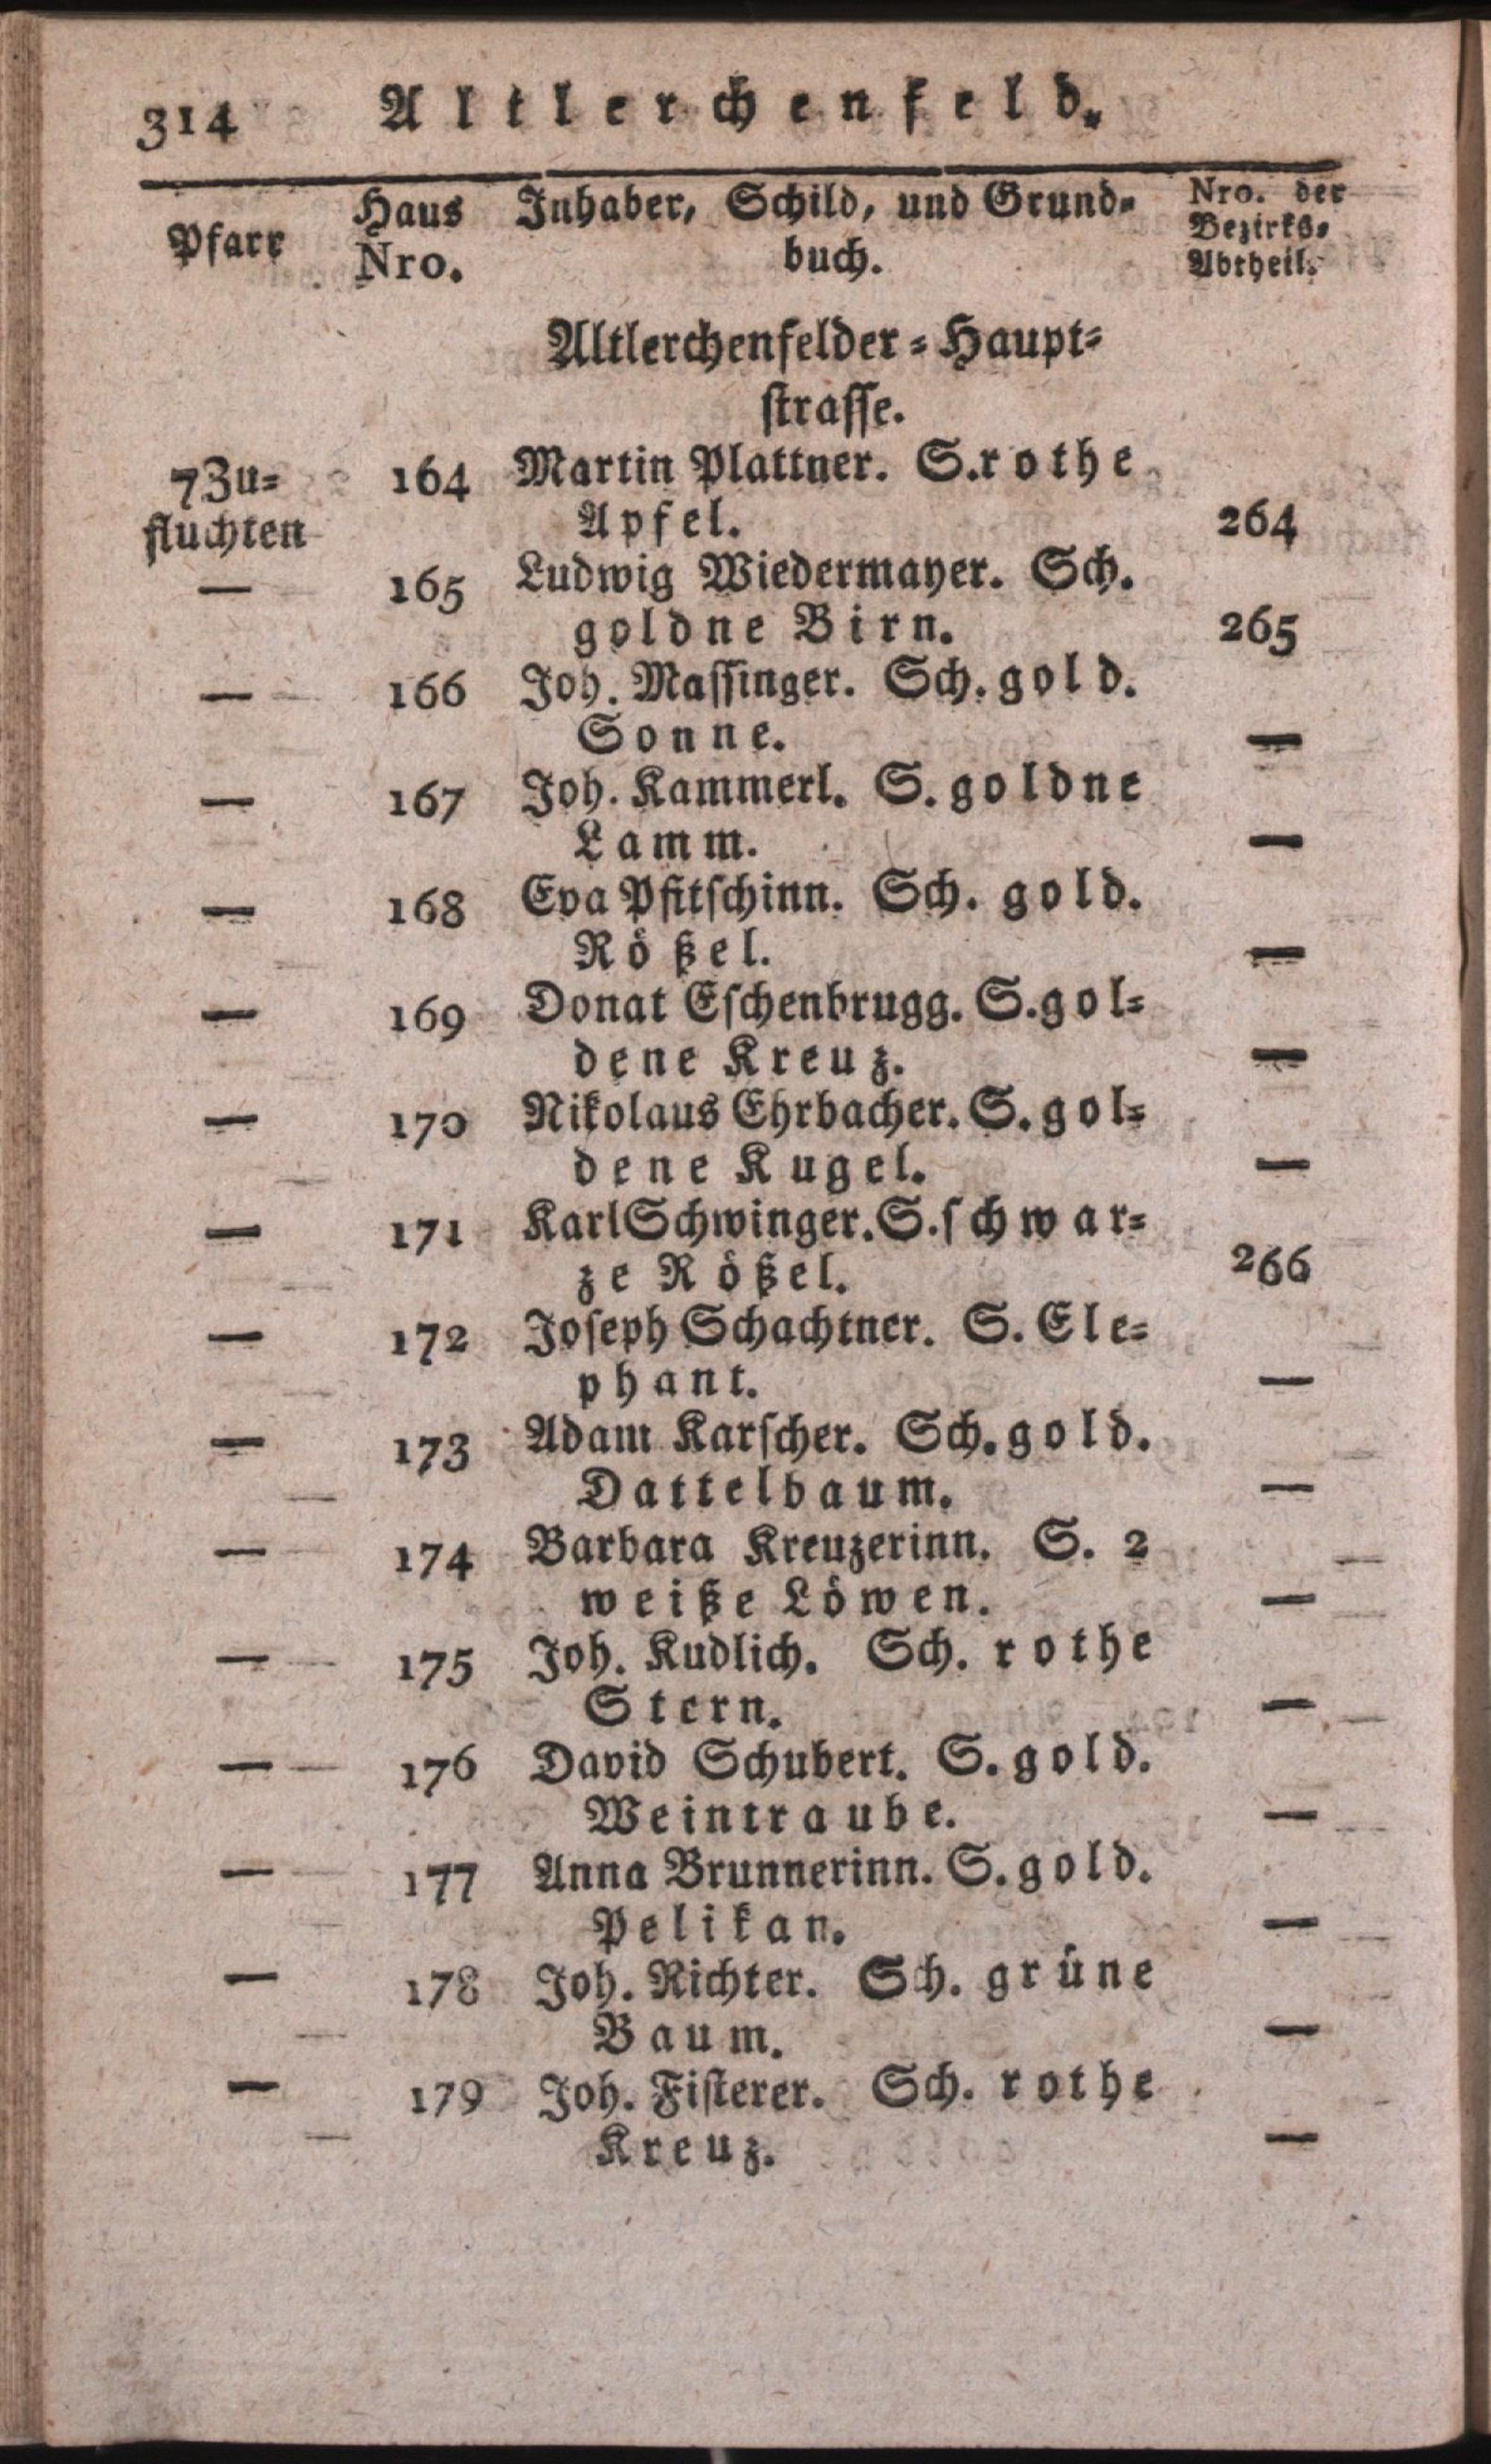 314 Altlerchenfeld.
Pfarr Haus Nro. Inhaber, Schild, und Grund=
buch. Nro. der
Bezirks=
Abtheil.
Altlerchenfelder = Haupt=
strasse.
7 Zu= 164 Martin Plattner. S. rothe
fluchten Apfel. 264
— 165 Ludwig Wiedermayer. Sch.
goldne Birn. 265
— 166 Joh. Massinger. Sch. gold.
Sonne. —
— 167 Joh. Kammerl. S. goldne
Lamm. —
— 168 Eva Pfitschinn. Sch. gold.
Rößel. —
— 169 Donat Eschenbrugg. S. gol=
dene Kreuz. —
— 170 Nikolaus Ehrbacher. S. gol=
dene Kugel. —
— 171 Karl Schwinger. S. schwar=
ze Rößel. 266
— 172 Joseph Schachtner. S. Ele=
phant. —
— 173 Adam Karscher. Sch. gold.
Dattelbaum. —
— 174 Barbara Kreuzerinn. S. 2
weiße Löwen. —
— 175 Joh. Kudlich. Sch. rothe
Stern. —
— 176 David Schubert. S. gold.
Weintraube. —
— 177 Anna Brunnerinn. S. gold.
Pelikan. —
— 178 Joh. Richter. Sch. grüne
Baum. —
— 179 Joh. Fisterer. Sch. rothe
Kreuz. —